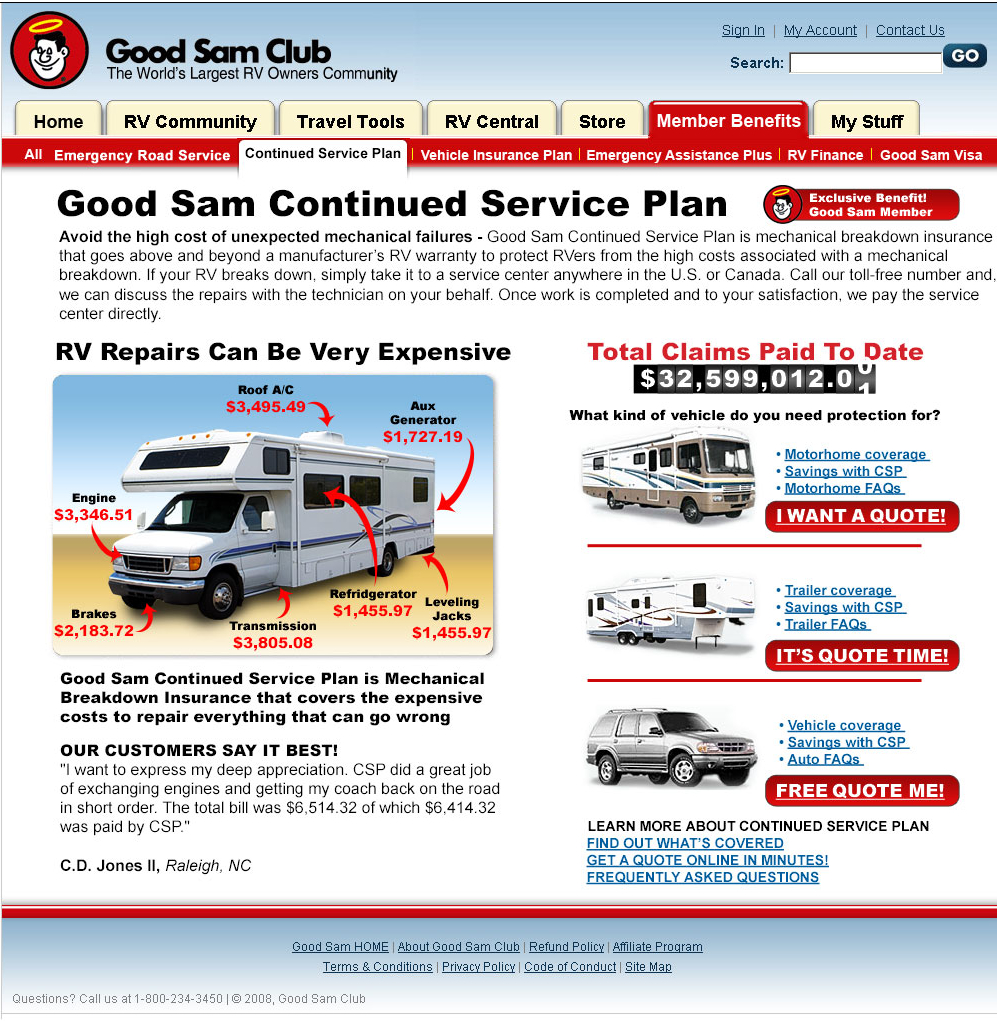 Good Sam Club
The World's Largest RV Owners Community
Sign In | My Account | Contact Us
Search: GO
Home RV Community Travel Tools RV Central Store Member Benefits My Stuff
All Emergency Road Service Continued Service Plan | Vehicle Insurance Plan | Emergency Assistance Plus | RV Finance | Good Sam Visa
Good Sam Continued Service Plan
Exclusive Benefit!
Good Sam Member
Avoid the high cost of unexpected mechanical failures - Good Sam Continued Service Plan is mechanical breakdown insurance
that goes above and beyond a manufacturer's RV warranty to protect RVers from the high costs associated with a mechanical
breakdown. If your RV breaks down, simply take it to a service center anywhere in the U.S. or Canada. Call our toll-free number and,
we can discuss the repairs with the technician on your behalf. Once work is completed and to your satisfaction, we pay the service
center directly.
RV Repairs Can Be Very Expensive
Roof A/C
$3,495.49
Aux
Generator
$1,727.19
Engine
$3,346.51
Brakes
$2,183.72
Transmission
$3,805.08
Refridgerator
$1,455.97
Leveling
Jacks
$1,455.97
Good Sam Continued Service Plan is Mechanical
Breakdown Insurance that covers the expensive
costs to repair everything that can go wrong
OUR CUSTOMERS SAY IT BEST!
"I want to express my deep appreciation. CSP did a great job
of exchanging engines and getting my coach back on the road
in short order. The total bill was $6,514.32 of which $6,414.32
was paid by CSP."
C.D. Jones II, Raleigh, NC
Total Claims Paid To Date
$32,599,012.0
What kind of vehicle do you need protection for?
• Motorhome coverage
• Savings with CSP
• Motorhome FAQs
I WANT A QUOTE!
• Trailer coverage
• Savings with CSP
• Trailer FAQs
IT'S QUOTE TIME!
• Vehicle coverage
• Savings with CSP
• Auto FAQs
FREE QUOTE ME!
LEARN MORE ABOUT CONTINUED SERVICE PLAN
FIND OUT WHAT'S COVERED
GET A QUOTE ONLINE IN MINUTES!
FREQUENTLY ASKED QUESTIONS
Good Sam HOME | About Good Sam Club | Refund Policy | Affiliate Program
Terms & Conditions | Privacy Policy | Code of Conduct | Site Map
Questions? Call us at 1-800-234-3450 | © 2008, Good Sam Club